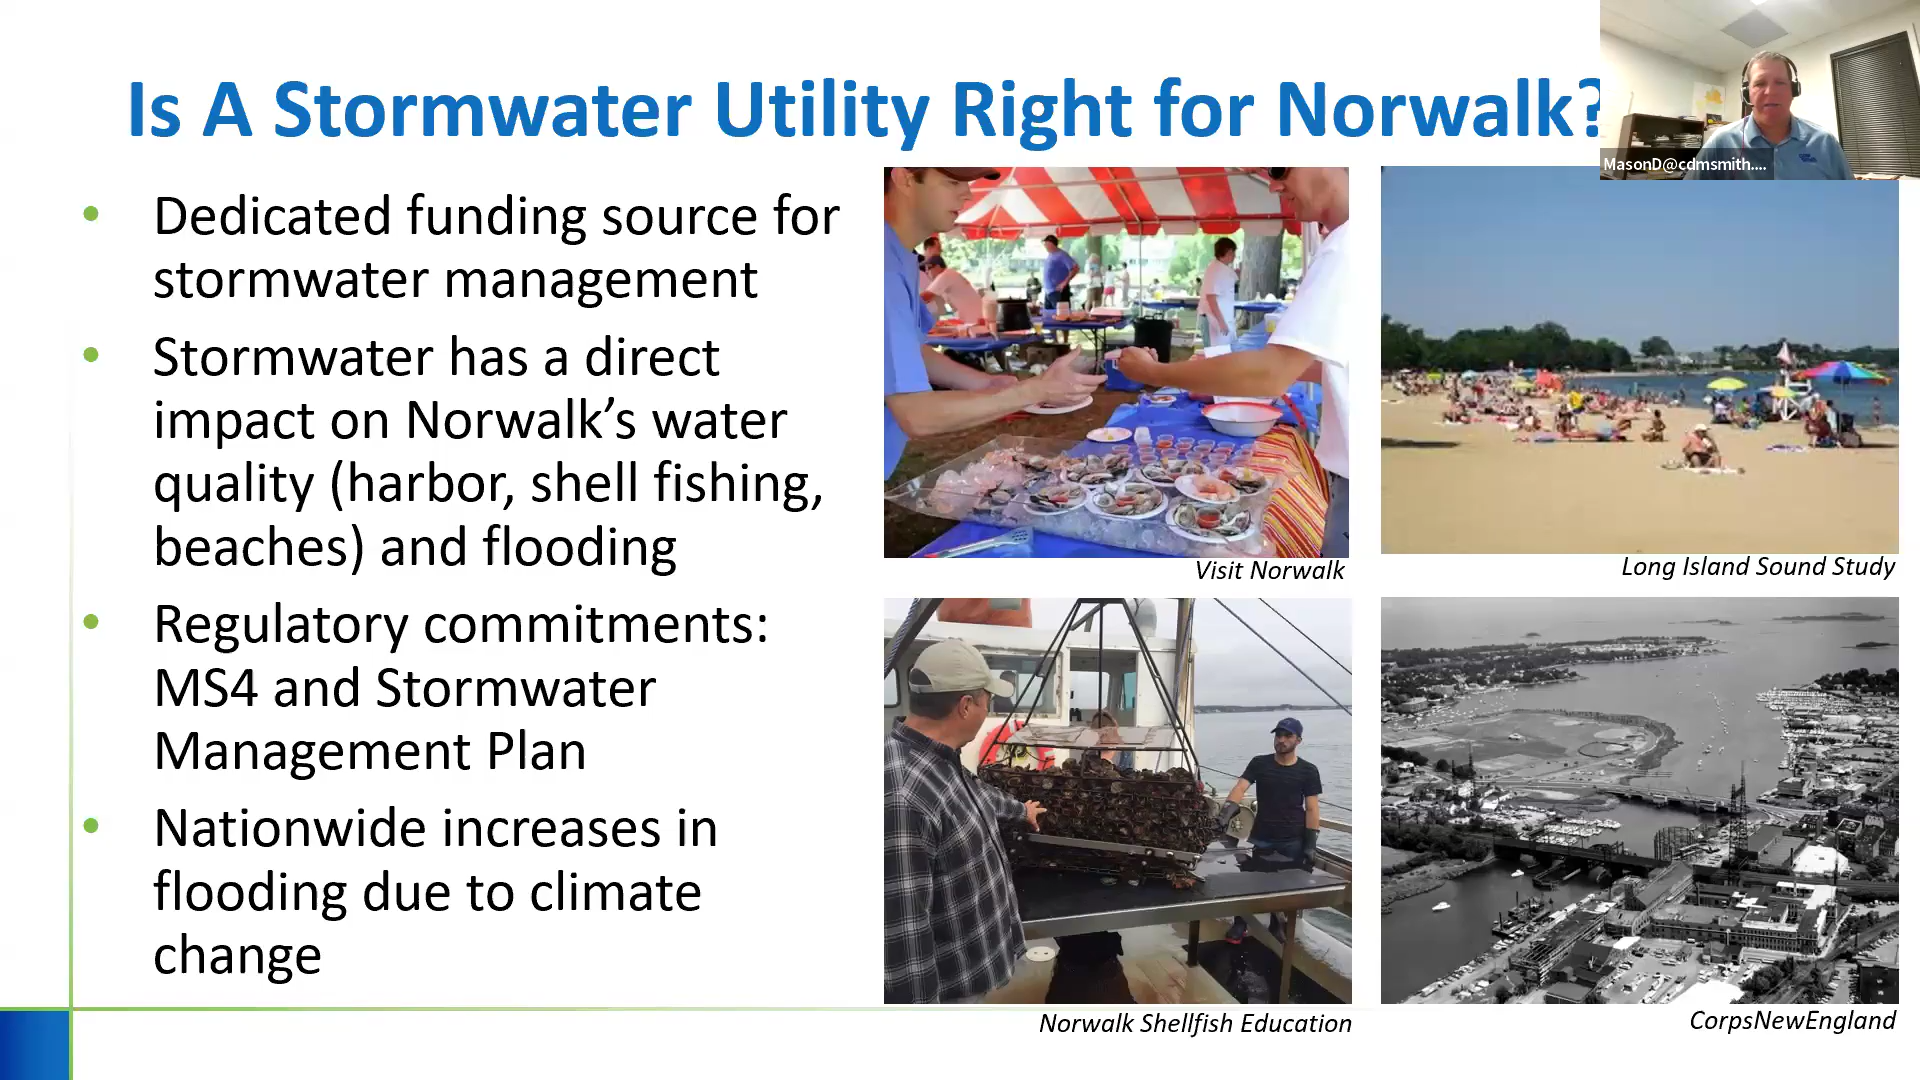 Is A Stormwater Utility Right for Norwalk?
MasonD@cdmsmith....
• Dedicated funding source for
stormwater management
• Stormwater has a direct
impact on Norwalk’s water
quality (harbor, shell fishing,
beaches) and flooding
• Regulatory commitments:
MS4 and Stormwater
Management Plan
• Nationwide increases in
flooding due to climate
change
Visit Norwalk
Long Island Sound Study
Norwalk Shellfish Education
CorpsNewEngland